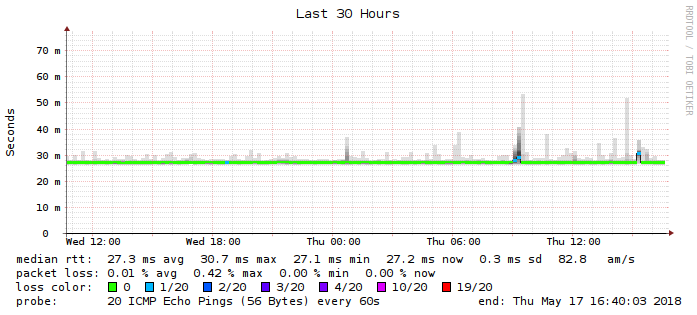 Last 30 Hours
RRDTOOL / TOBI OETIKER
Seconds
70 m
60 m
50 m
40 m
30 m
20 m
10 m
0
Wed 12:00 Wed 18:00 Thu 00:00 Thu 06:00 Thu 12:00
median rtt: 27.3 ms avg 30.7 ms max 27.1 ms min 27.2 ms now 0.3 ms sd 82.8 am/s
packet loss: 0.01 % avg 0.42 % max 0.00 % min 0.00 % now
loss color: 0 1/20 2/20 3/20 4/20 10/20 19/20
probe: 20 ICMP Echo Pings (56 Bytes) every 60s end: Thu May 17 16:40:03 2018